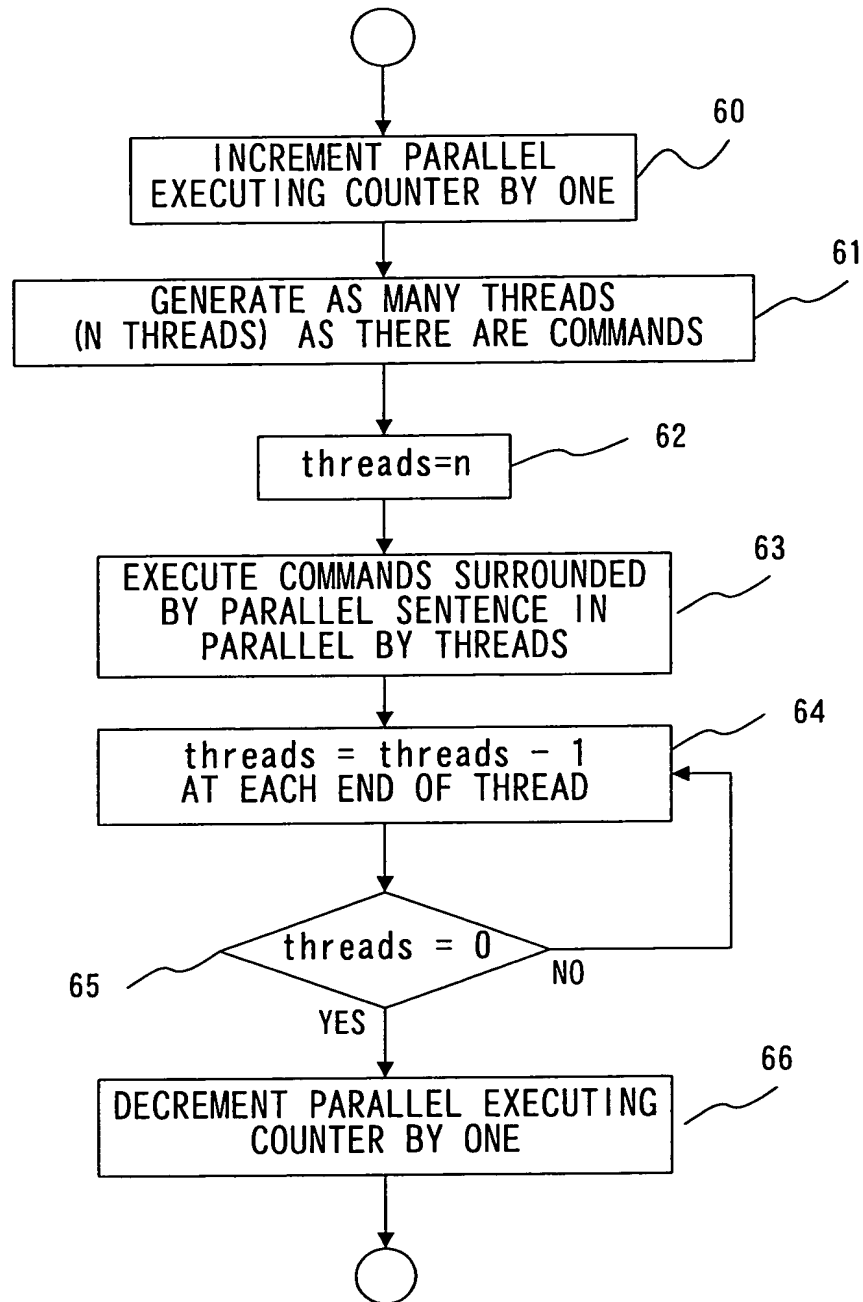 60
INCREMENT PARALLEL
EXECUTING COUNTER BY ONE
61
GENERATE AS MANY THREADS
(N THREADS) AS THERE ARE COMMANDS
62
threads=n
63
EXECUTE COMMANDS SURROUNDED
BY PARALLEL SENTENCE IN
PARALLEL BY THREADS
64
threads = threads - 1
AT EACH END OF THREAD
threads = 0
65
NO
YES
66
DECREMENT PARALLEL EXECUTING
COUNTER BY ONE